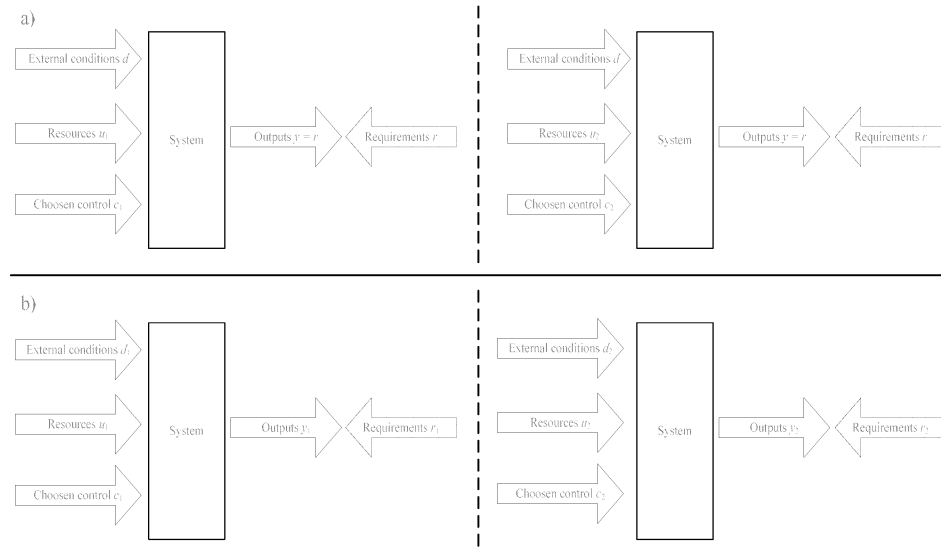 a)
External conditions d
Resources u₁
Choosen control c₁
System
Outputs y = r
Requirements r
External conditions d
Resources u₂
Choosen control c₂
System
Outputs y = r
Requirements r
b)
External conditions d₁
Resources u₁
Choosen control c₁
System
Outputs y₁
Requirements r₁
External conditions d₂
Resources u₂
Choosen control c₂
System
Outputs y₂
Requirements r₂